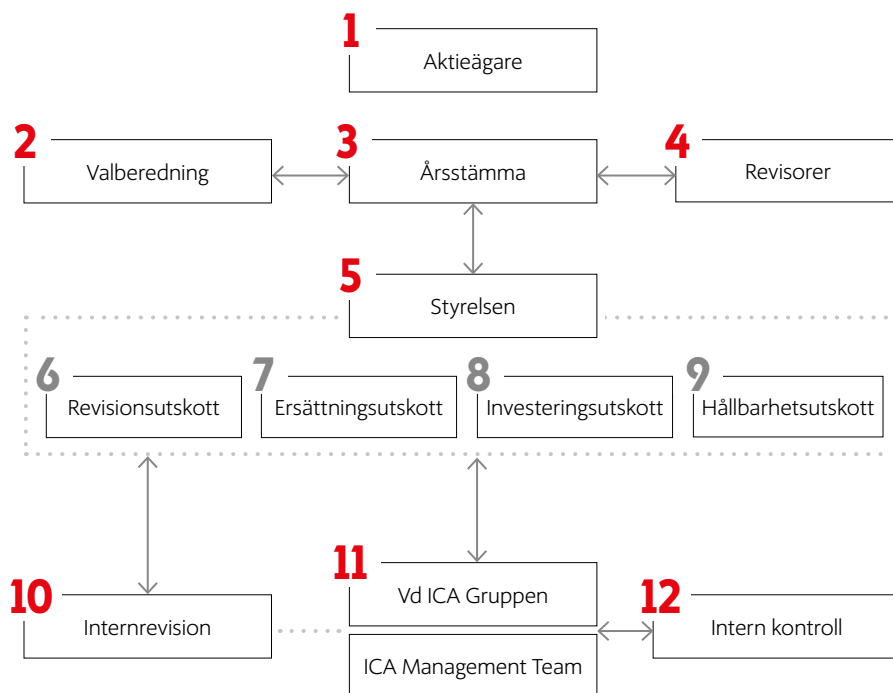 1
Aktieägare
2
Valberedning
3
Årsstämma
4
Revisorer
5
Styrelsen
6
Revisionsutskott
7
Ersättningsutskott
8
Investeringsutskott
9
Hållbarhetsutskott
10
Internrevision
11
Vd ICA Gruppen
ICA Management Team
12
Intern kontroll